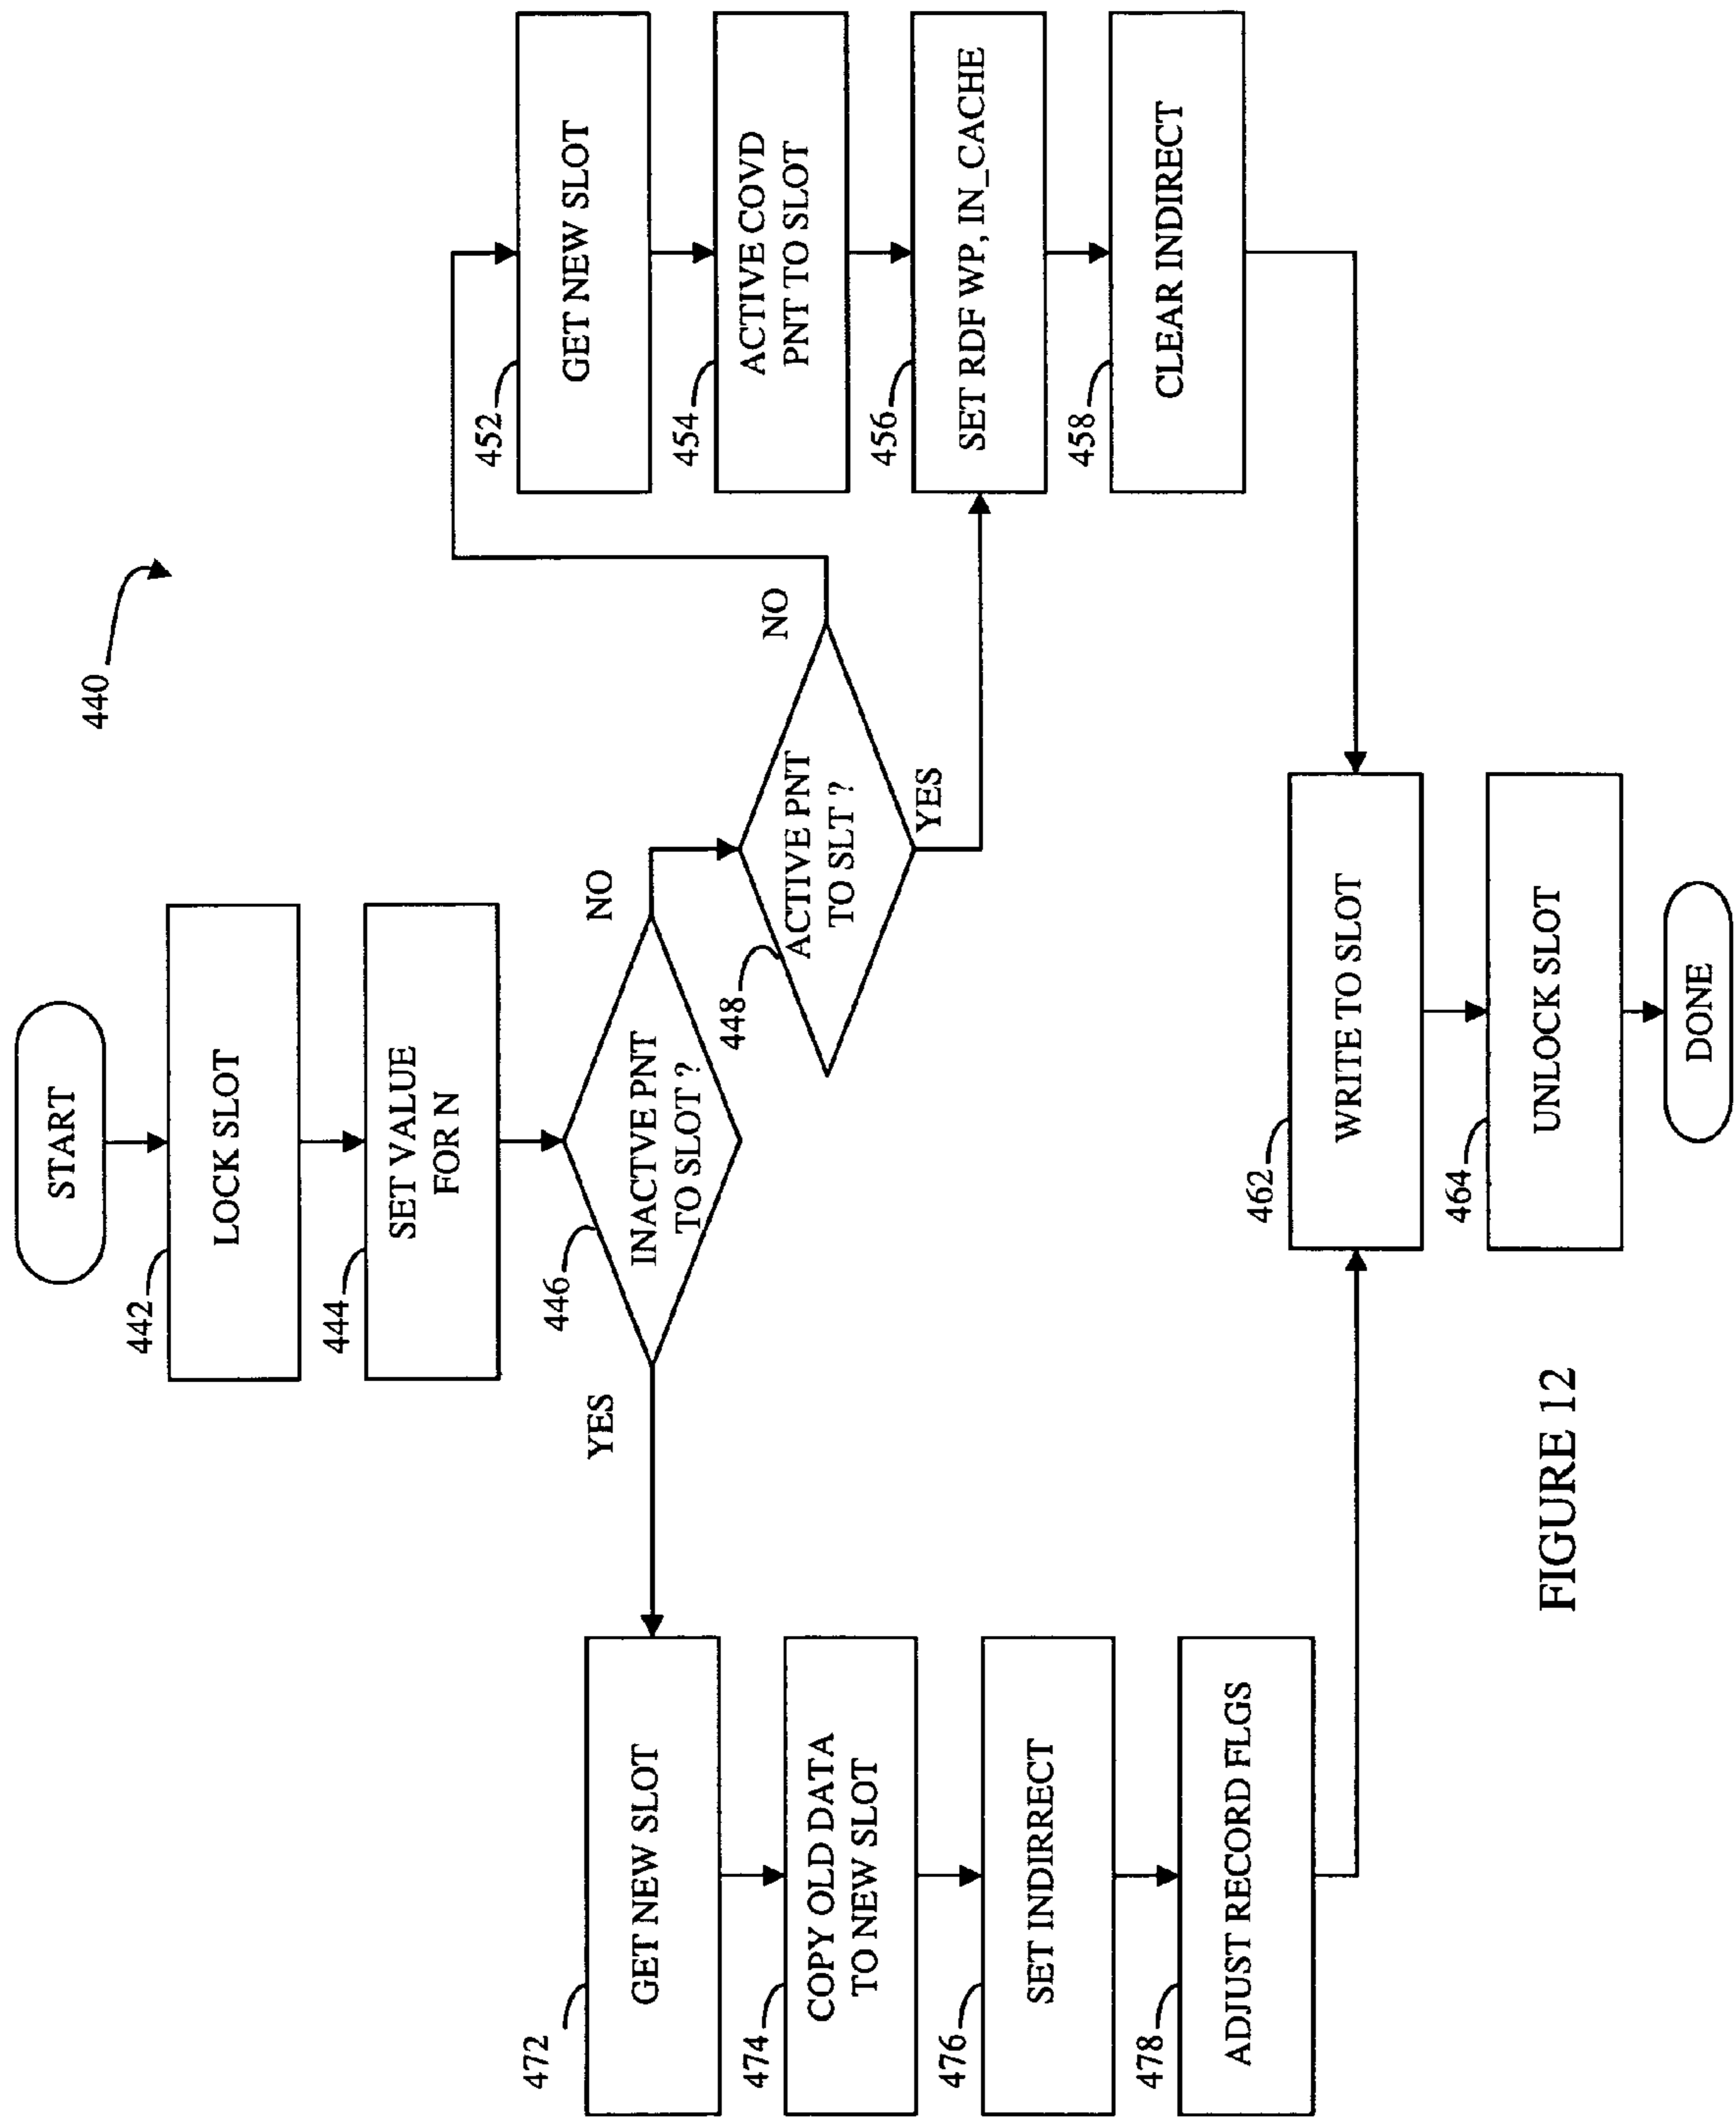 440
START
442
LOCK SLOT
444
SET VALUE
FOR N
446
INACTVE PNT
TO SLOT ?
YES
NO
448
ACTIVE PNT
TO SLT ?
NO
YES
452
GET NEW SLOT
454
ACTIVE COVD
PNT TO SLOT
456
SET RDF WP, IN_CACHE
458
CLEAR INDIRECT
472
GET NEW SLOT
474
COPY OLD DATA
TO NEW SLOT
476
SET INDIRRECT
478
ADJUST RECORD FLGS
462
WRITE TO SLOT
464
UNLOCK SLOT
DONE
FIGURE 12